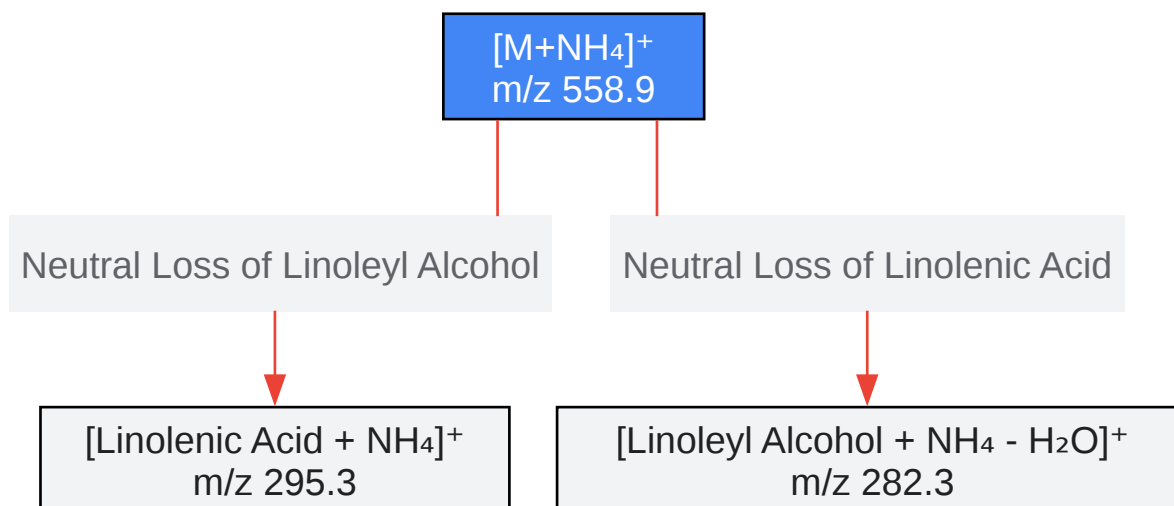 [M+NH₄]⁺
m/z 558.9
Neutral Loss of Linoleyl Alcohol
Neutral Loss of Linolenic Acid
[Linolenic Acid + NH₄]⁺
m/z 295.3
[Linoleyl Alcohol + NH₄ - H₂O]⁺
m/z 282.3